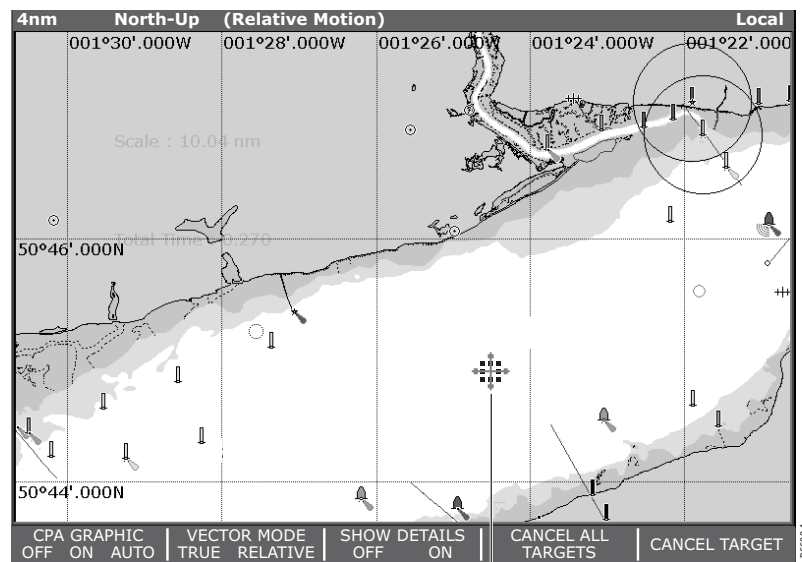 4nm North-Up (Relative Motion) Local
001°30'.000W 001°28'.000W 001°26'.000W 001°24'.000W 001°22'.000
Scale : 10.04 nm
Total Time : 0.270
50°46'.000N
50°44'.000N
CPA GRAPHIC
OFF ON AUTO
VECTOR MODE
TRUE RELATIVE
SHOW DETAILS
OFF ON
CANCEL ALL
TARGETS
CANCEL TARGET